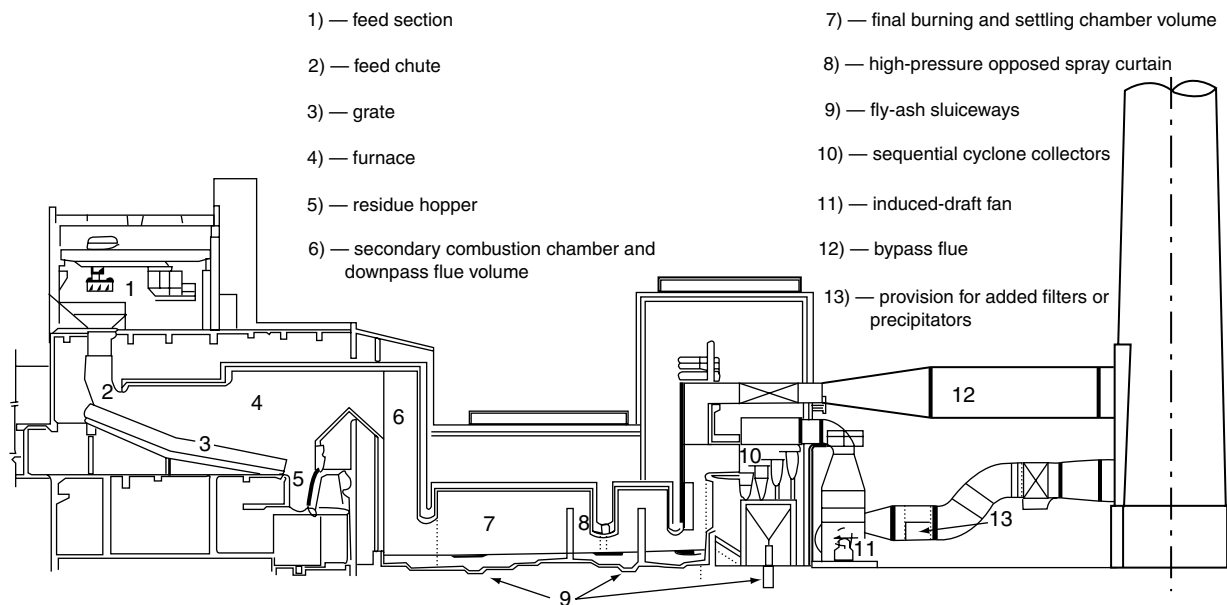 1) — feed section
2) — feed chute
3) — grate
4) — furnace
5) — residue hopper
6) — secondary combustion chamber and
downpass flue volume
7) — final burning and settling chamber volume
8) — high-pressure opposed spray curtain
9) — fly-ash sluiceways
10) — sequential cyclone collectors
11) — induced-draft fan
12) — bypass flue
13) — provision for added filters or
precipitators
1
2
3
4
5
6
7
8
9
10
11
12
13